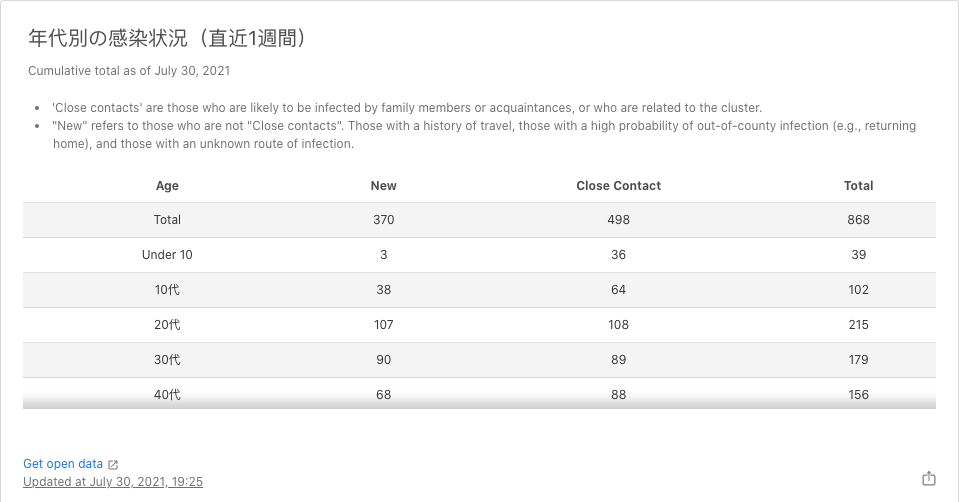 年代別の感染状況（直近1週間）
Cumulative total as of July 30, 2021
• 'Close contacts' are those who are likely to be infected by family members or acquaintances, or who are related to the cluster.
• "New" refers to those who are not "Close contacts". Those with a history of travel, those with a high probability of out-of-county infection (e.g., returning
home), and those with an unknown route of infection.
Age New Close Contact Total
Total 370 498 868
Under 10 3 36 39
10代 38 64 102
20代 107 108 215
30代 90 89 179
40代 68 88 156
Get open data
Updated at July 30, 2021, 19:25